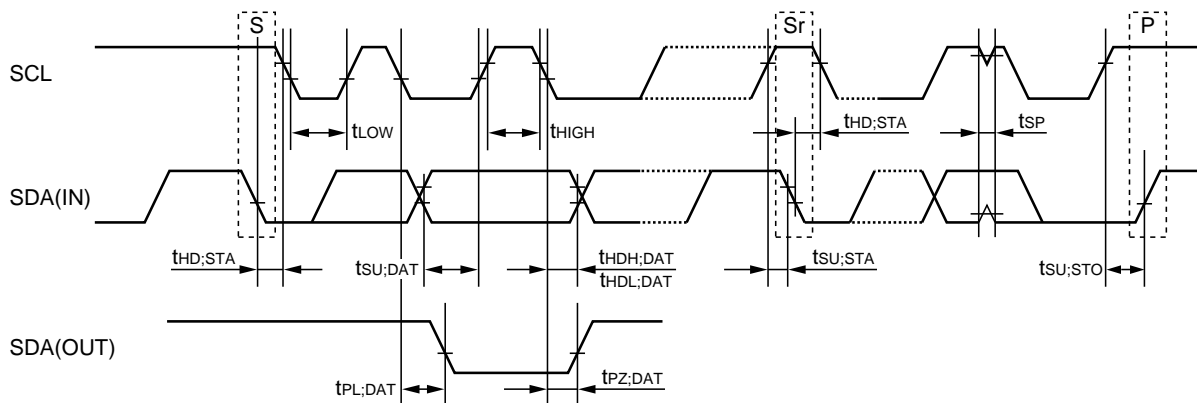 S Sr P
SCL
tLOW tHIGH tHD;STA tSP
SDA(IN)
tHD;STA tSU;DAT tHDH;DAT tSU;STA tSU;STO
tHDL;DAT
SDA(OUT)
tPL;DAT tPZ;DAT